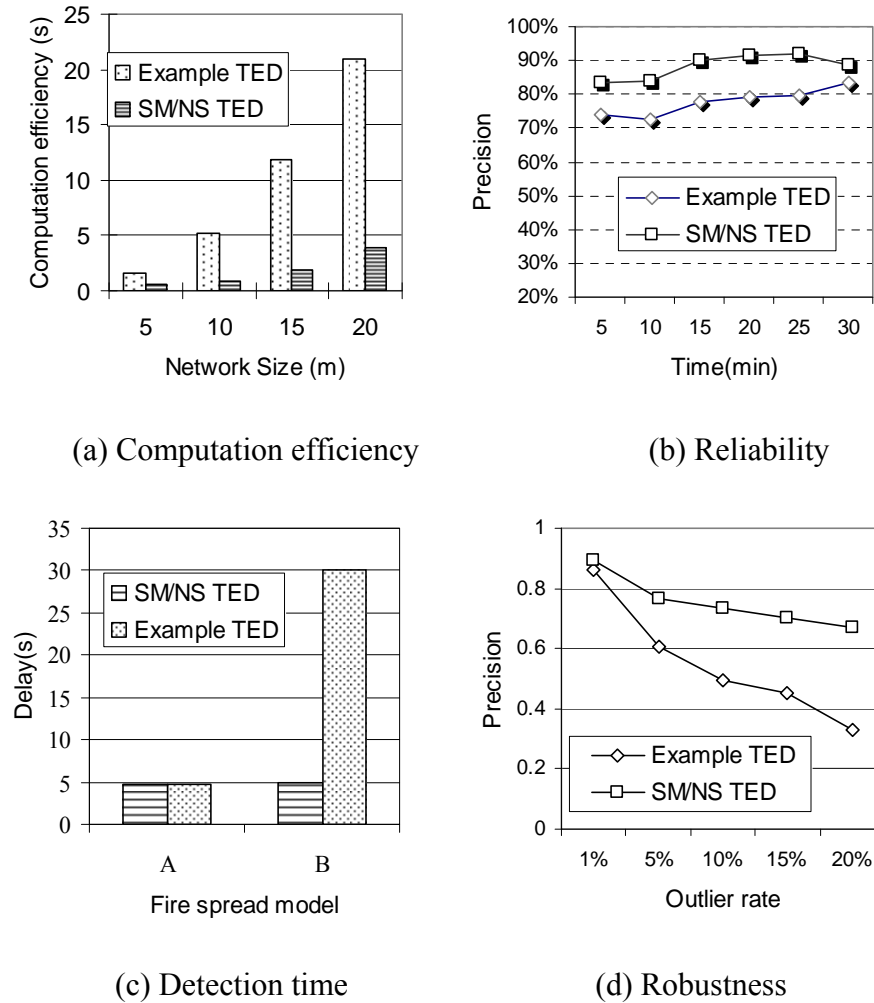 Computation efficiency (s)
25
20
15
10
5
0
Example TED
SM/NS TED
5 10 15 20
Network Size (m)
(a) Computation efficiency
Precision
100%
90%
80%
70%
60%
50%
40%
30%
20%
Example TED
SM/NS TED
5 10 15 20 25 30
Time(min)
(b) Reliability
Delay(s)
35
30
25
20
15
10
5
0
SM/NS TED
Example TED
A B
Fire spread model
(c) Detection time
Precision
1
0.8
0.6
0.4
0.2
0
Example TED
SM/NS TED
1% 5% 10% 15% 20%
Outlier rate
(d) Robustness